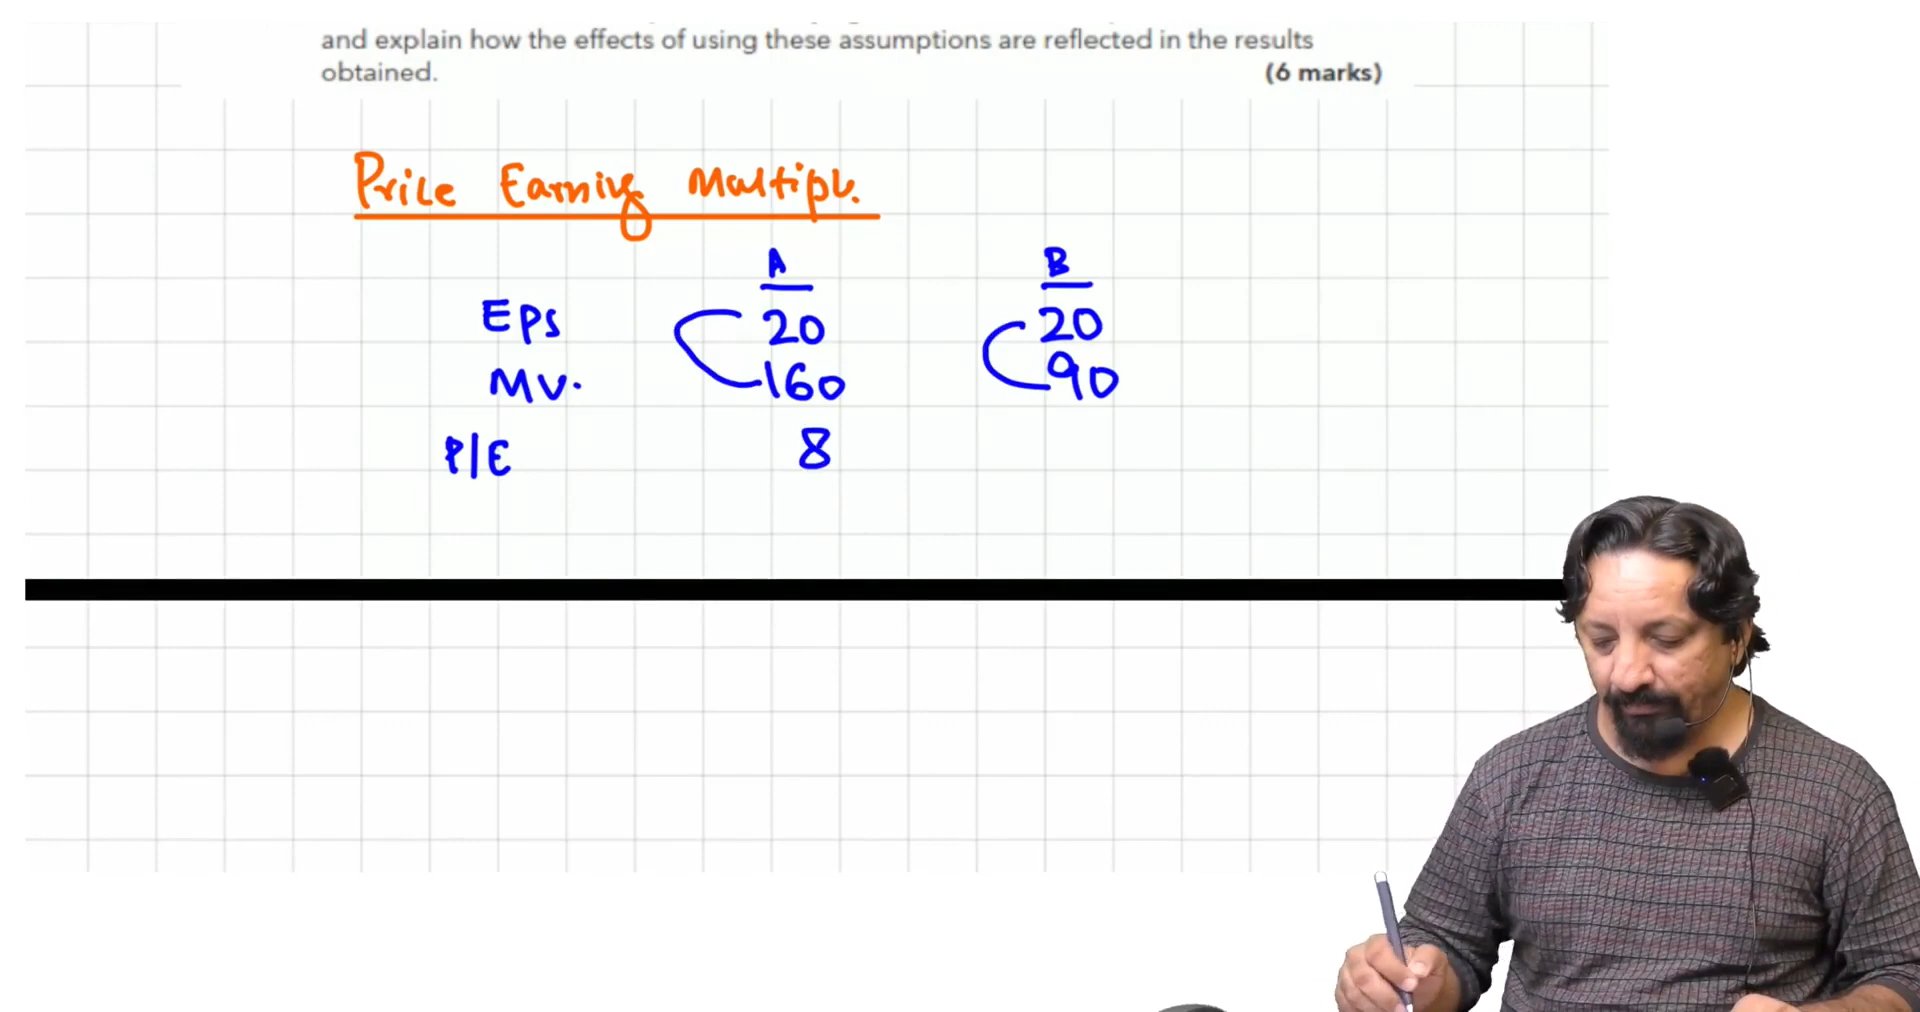 and explain how the effects of using these assumptions are reflected in the results
obtained. (6 marks)
Price Earning Multipl.
A B
Eps 20 20
MV. 160 90
P/E 8